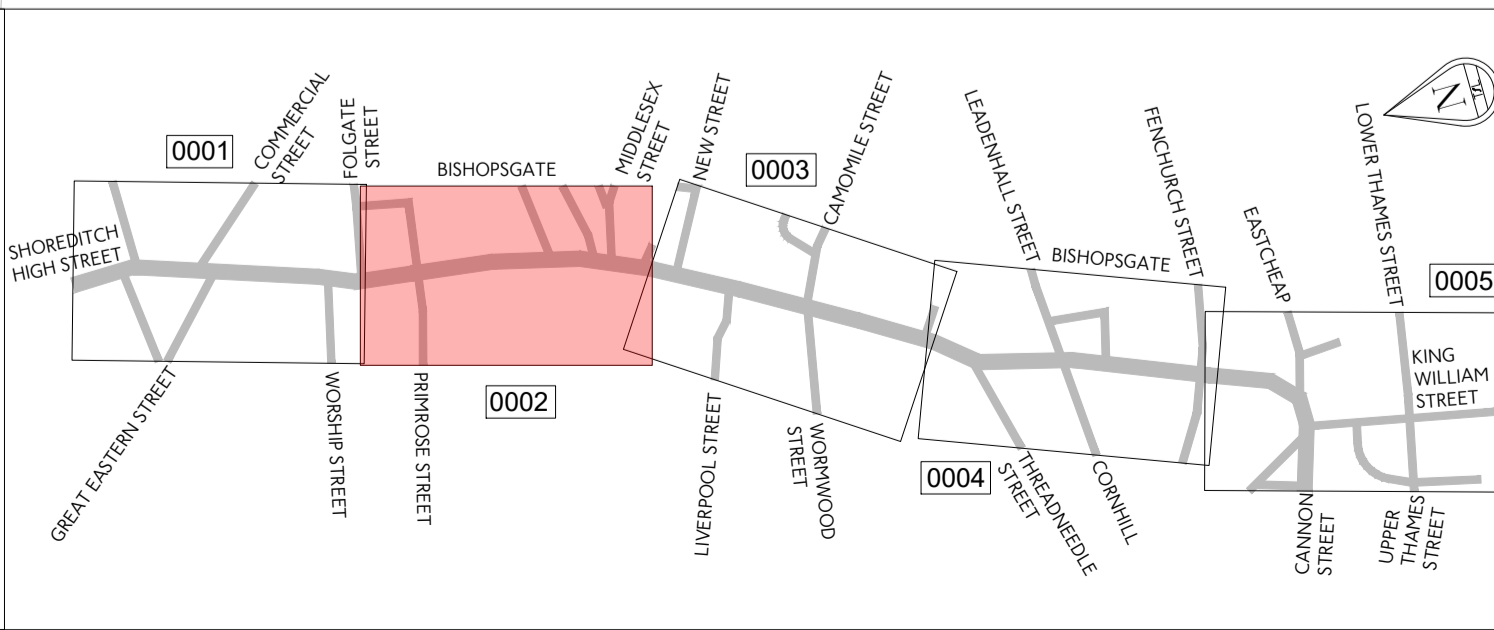 0001
COMMERCIAL
STREET
FOLGATE
STREET
BISHOPSGATE
MIDDLESEX
STREET
NEW STREET
0003
CAMOMILE STREET
LEADENHALL STREET
BISHOPSGATE
FENCHURCH STREET
EASTCHEAP
LOWER THAMES STREET
N
0005
SHOREDITCH
HIGH STREET
KING
WILLIAM
STREET
GREAT EASTERN STREET
WORSHIP STREET
PRIMROSE STREET
0002
LIVERPOOL STREET
WORMWOOD
STREET
0004
THREADNEEDLE
STREET
CORNHILL
CANNON
STREET
UPPER
THAMES
STREET